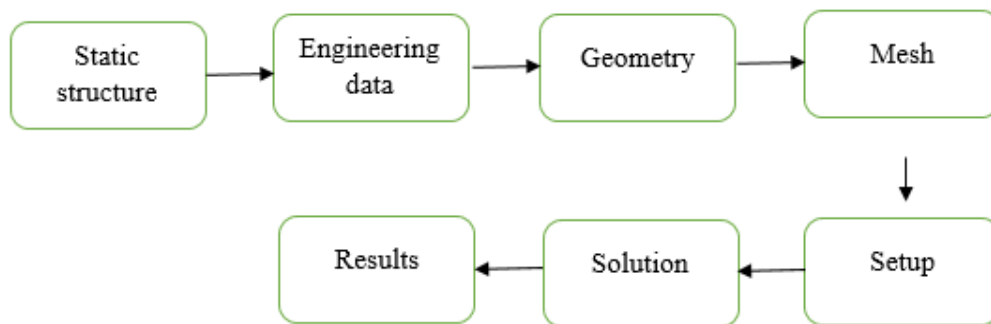 Static
structure
Engineering
data
Geometry
Mesh
Setup
Solution
Results